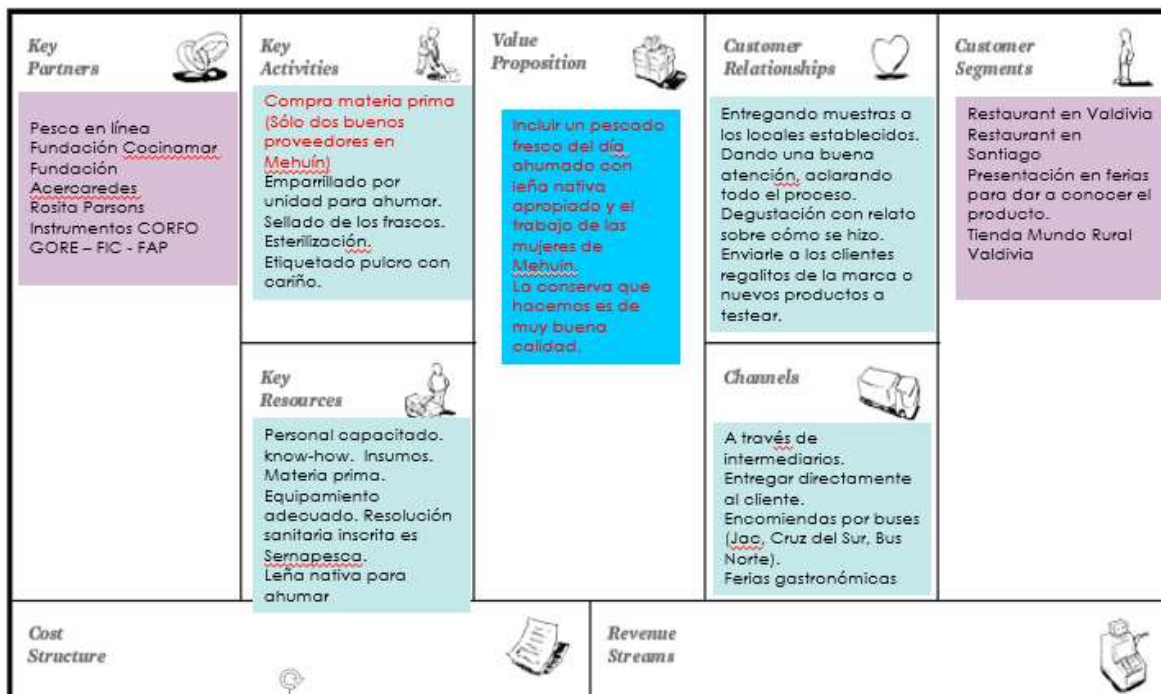 Key
Partners
Pesca en línea
Fundación Cocinamar
Fundación
Acercaredes
Rosita Parsons
Instrumentos CORFO
GORE – FIC - FAP
Key
Activities
Compra materia prima
(Sólo dos buenos
proveedores en
Mehuín)
Emparrillado por
unidad para ahumar.
Sellado de los frascos.
Esterilización.
Etiquetado pulcro con
cariño.
Key
Resources
Personal capacitado.
know-how. Insumos.
Materia prima.
Equipamiento
adecuado. Resolución
sanitaria inscrita es
Sernapesca.
Leña nativa para
ahumar
Value
Proposition
Incluir un pescado
fresco del día
ahumado con
leña nativa
apropiado y el
trabajo de las
mujeres de
Mehuín.
La conserva que
hacemos es de
muy buena
calidad.
Customer
Relationships
Entregando muestras a
los locales establecidos.
Dando una buena
atención, aclarando
todo el proceso.
Degustación con relato
sobre cómo se hizo.
Enviarle a los clientes
regalitos de la marca o
nuevos productos a
testear.
Channels
A través de
intermediarios.
Entregar directamente
al cliente.
Encomiendas por buses
(Jac, Cruz del Sur, Bus
Norte).
Ferias gastronómicas
Customer
Segments
Restaurant en Valdivia
Restaurant en
Santiago
Presentación en ferias
para dar a conocer el
producto.
Tienda Mundo Rural
Valdivia
Cost
Structure
Revenue
Streams